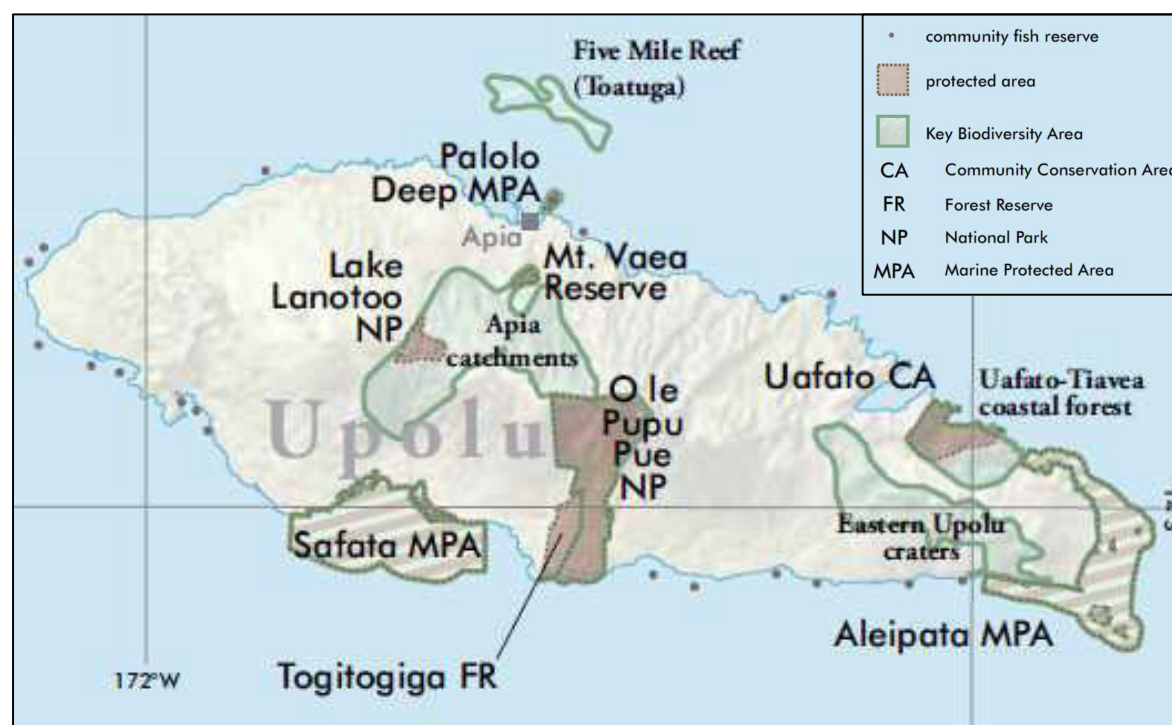 Five Mile Reef
(Toatuga)
community fish reserve
protected area
Key Biodiversity Area
CA Community Conservation Area
FR Forest Reserve
NP National Park
MPA Marine Protected Area
Palolo
Deep MPA
Apia
Mt. Vaea
Reserve
Lake
Lanotoo
NP
Apia
catchments
Uafato CA
Uafato-Tiavea
coastal forest
O le
Pupu
Pue
NP
Upolu
Safata MPA
Eastern Upolu
craters
Aleipata MPA
Togitogiga FR
172°W